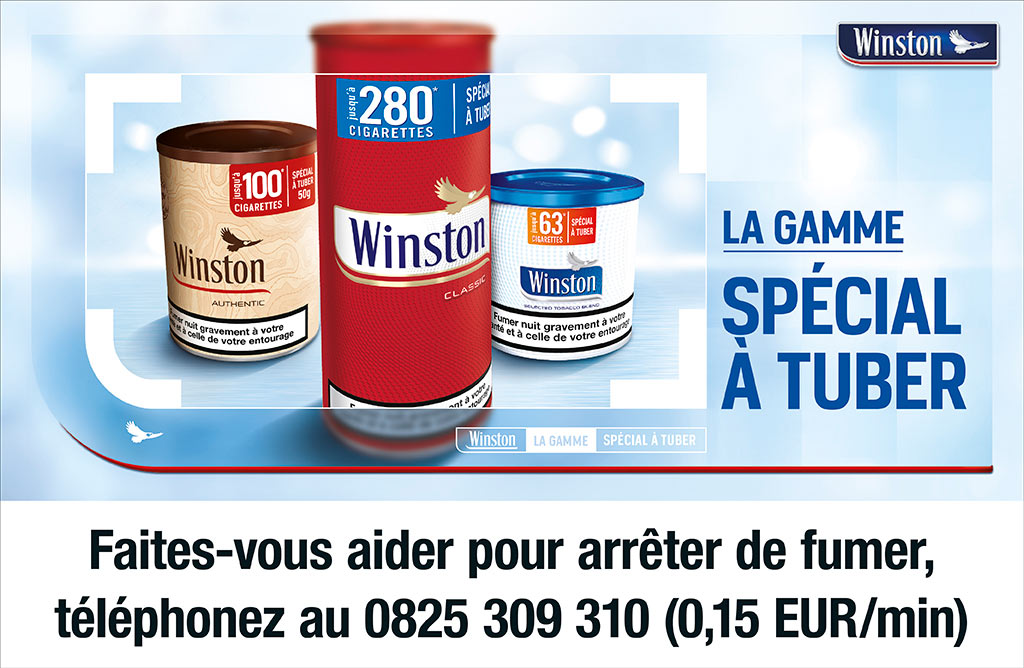 Winston
jusqu'à
280*
CIGARETTES
SPÉCIAL
À TUBER
jusqu'à
100*
CIGARETTES
SPÉCIAL
À TUBER
50g
jusqu'à
63*
CIGARETTES
SPÉCIAL
À TUBER
Winston
CLASSIC
Winston
AUTHENTIC
Winston
SELECTED TOBACCO BLEND
Fumer nuit gravement à votre
et à celle de votre entourage
Fumer nuit gravement à votre
et à celle de votre entourage
LA GAMME
SPÉCIAL
À TUBER
Winston LA GAMME SPÉCIAL À TUBER
Faites-vous aider pour arrêter de fumer,
téléphonez au 0825 309 310 (0,15 EUR/min)